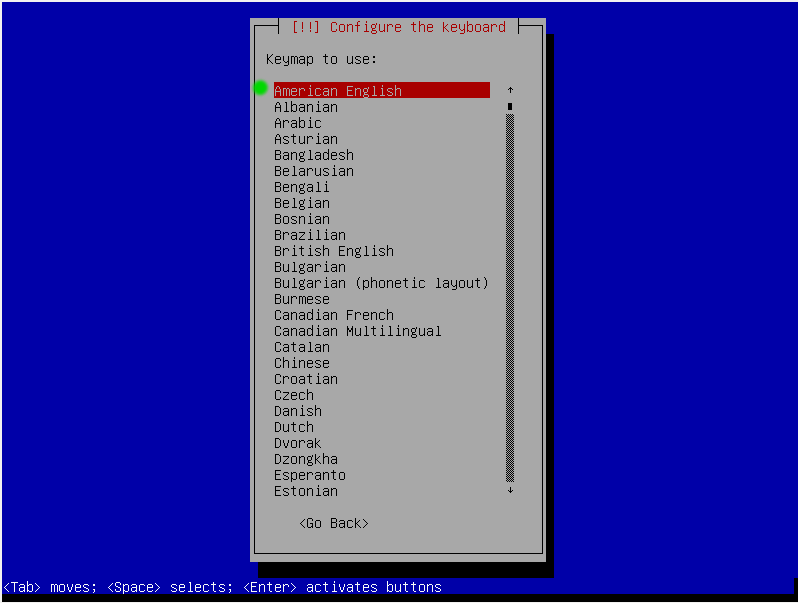 [!!] Configure the keyboard
Keymap to use:
American English
Albanian
Arabic
Asturian
Bangladesh
Belarusian
Bengali
Belgian
Bosnian
Brazilian
British English
Bulgarian
Bulgarian (phonetic layout)
Burmese
Canadian French
Canadian Multilingual
Catalan
Chinese
Croatian
Czech
Danish
Dutch
Dvorak
Dzongkha
Esperanto
Estonian
<Go Back>
<Tab> moves; <Space> selects; <Enter> activates buttons